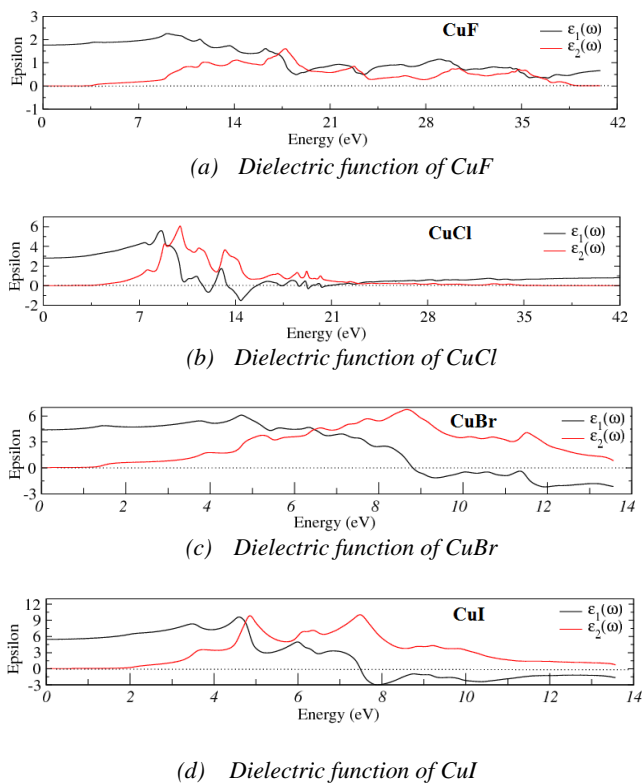 CuF
ε₁(ω)
ε₂(ω)
Epsilon
3
2
1
0
-1
0 7 14 21 28 35 42
Energy (eV)
(a) Dielectric function of CuF
CuCl
ε₁(ω)
ε₂(ω)
Epsilon
6
4
2
0
-2
0 7 14 21 28 35 42
Energy (eV)
(b) Dielectric function of CuCl
CuBr
ε₁(ω)
ε₂(ω)
Epsilon
6
3
0
-3
2 4 6 8 10 12 14
Energy (eV)
(c) Dielectric function of CuBr
CuI
ε₁(ω)
ε₂(ω)
Epsilon
12
9
6
3
0
-3
0 2 4 6 8 10 12 14
Energy (eV)
(d) Dielectric function of CuI